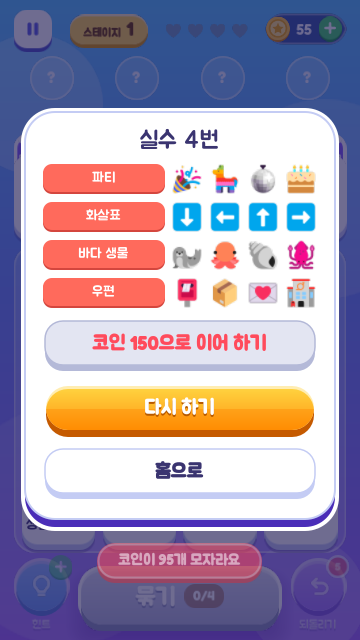 스테이지 1
55
? ? ? ?
실수 4번
파티
화살표
바다 생물
우편
코인 150으로 이어 하기
다시 하기
홈으로
코인이 95개 모자라요
묶기 0/4
5
힌트
되돌리기